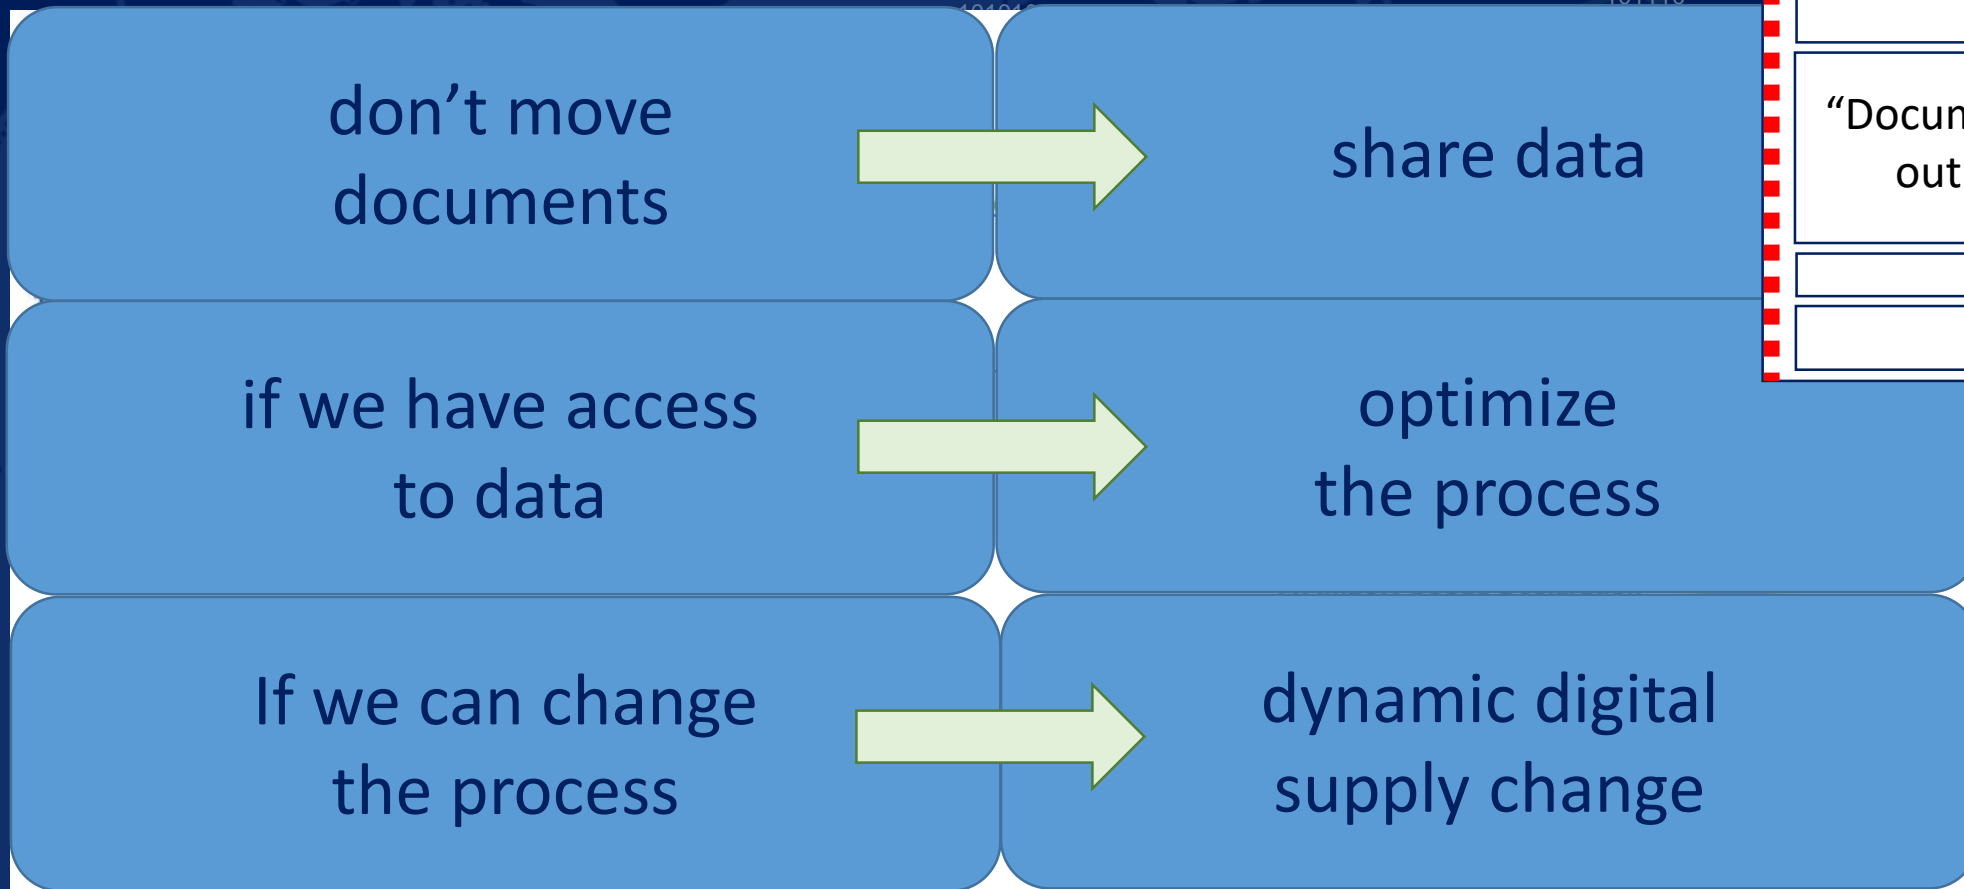 don’t move
documents
share data
“Docum
out
if we have access
to data
optimize
the process
If we can change
the process
dynamic digital
supply change